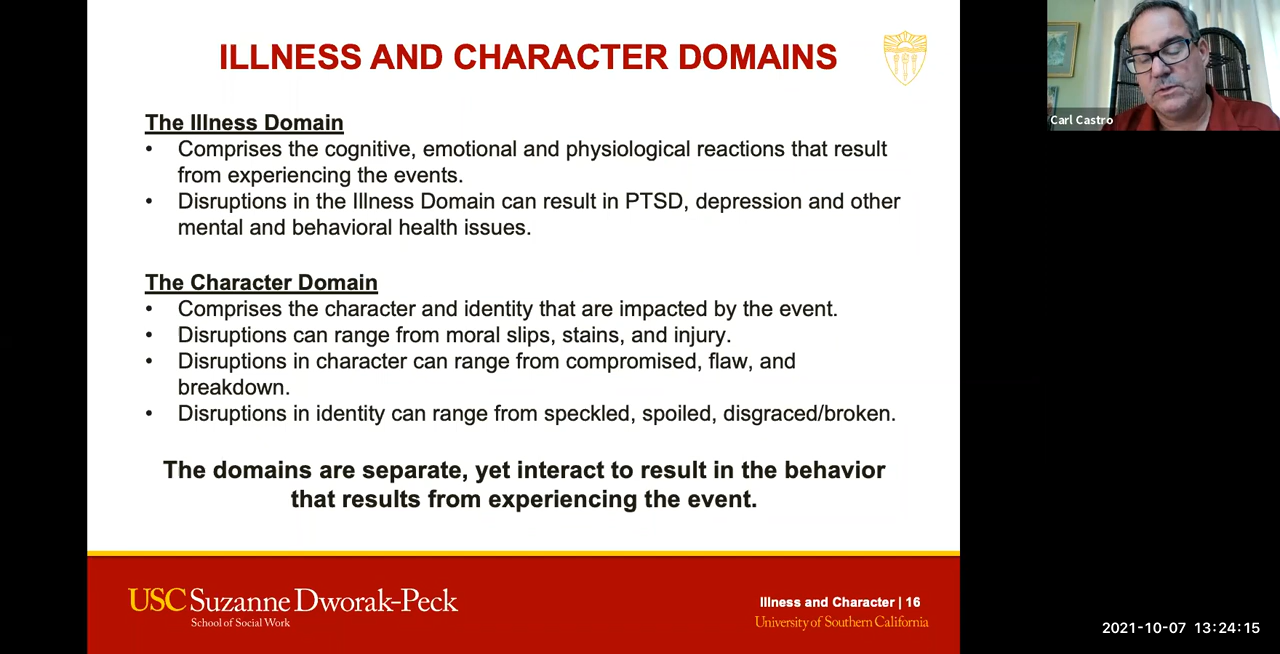 ILLNESS AND CHARACTER DOMAINS
The Illness Domain
• Comprises the cognitive, emotional and physiological reactions that result
from experiencing the events.
• Disruptions in the Illness Domain can result in PTSD, depression and other
mental and behavioral health issues.
The Character Domain
• Comprises the character and identity that are impacted by the event.
• Disruptions can range from moral slips, stains, and injury.
• Disruptions in character can range from compromised, flaw, and
breakdown.
• Disruptions in identity can range from speckled, spoiled, disgraced/broken.
The domains are separate, yet interact to result in the behavior
that results from experiencing the event.
USC Suzanne Dworak-Peck
School of Social Work
Illness and Character | 16
University of Southern California
Carl Castro
2021-10-07 13:24:15